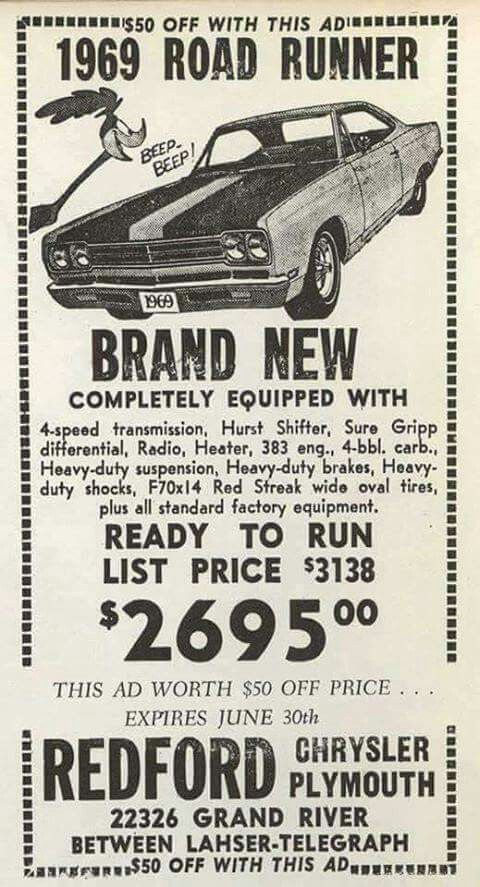 $50 OFF WITH THIS AD
1969 ROAD RUNNER
BEEP-
BEEP!
1969
BRAND NEW
COMPLETELY EQUIPPED WITH
4-speed transmission, Hurst Shifter, Sure Gripp
differential, Radio, Heater, 383 eng., 4-bbl. carb.,
Heavy-duty suspension, Heavy-duty brakes, Heavy-
duty shocks, F70x14 Red Streak wide oval tires,
plus all standard factory equipment.
READY TO RUN
LIST PRICE $3138
$269500
THIS AD WORTH $50 OFF PRICE . . .
EXPIRES JUNE 30th
REDFORD CHRYSLER
PLYMOUTH
22326 GRAND RIVER
BETWEEN LAHSER-TELEGRAPH
$50 OFF WITH THIS AD